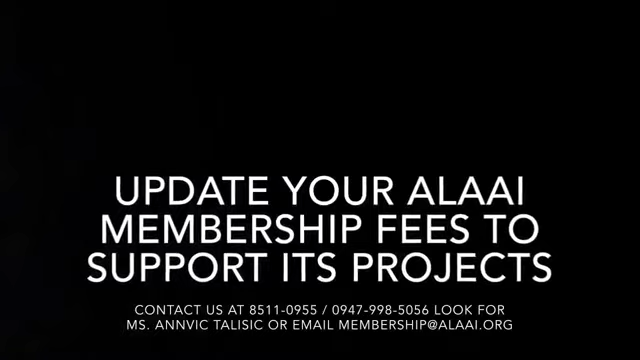 UPDATE YOUR ALAAI
MEMBERSHIP FEES TO
SUPPORT ITS PROJECTS
CONTACT US AT 8511-0955 / 0947-998-5056 LOOK FOR
MS. ANNVIC TALISIC OR EMAIL MEMBERSHIP@ALAAI.ORG